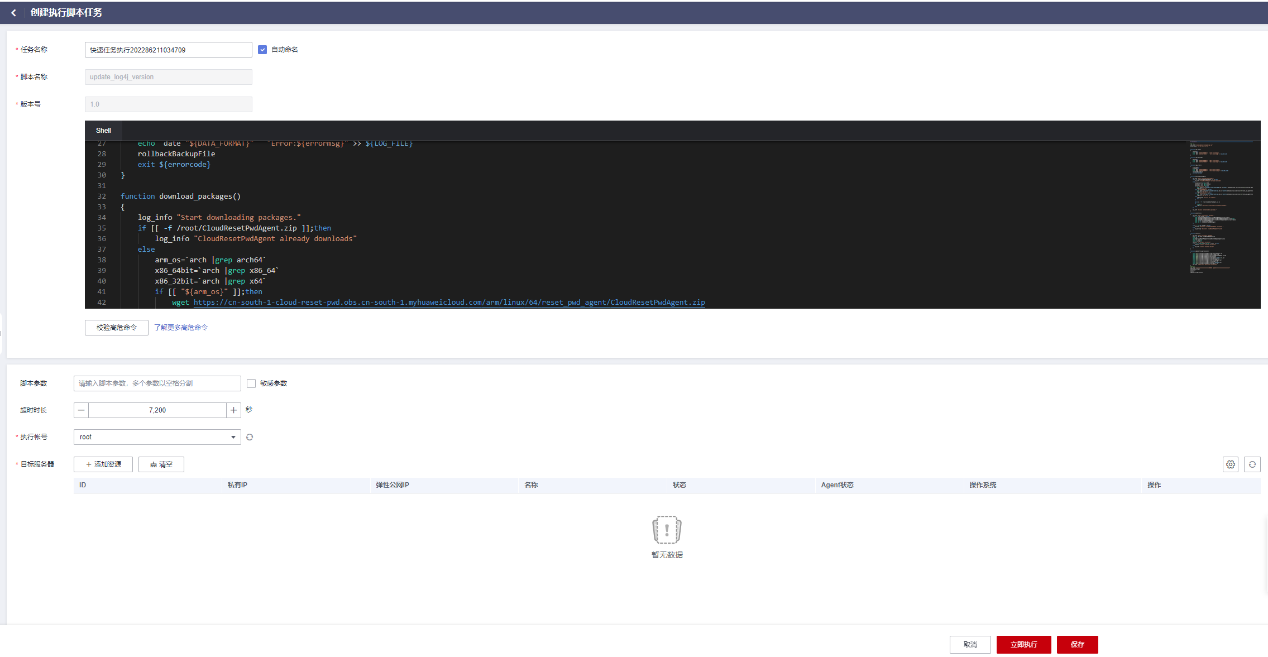 创建执行脚本任务
* 任务名称 快速任务执行202286211034709 自动命名
* 脚本名称 update_log4j_version
* 版本号 1.0
Shell
27 echo `date "${DATA_FORMAT}"` "Error:${errormsg}" >> ${LOG_FILE}
28 rollbackBackupFile
29 exit ${errorcode}
30 }
31
32 function download_packages()
33 {
34 log_info "Start downloading packages."
35 if [[ -f /root/CloudResetPwdAgent.zip ]];then
36 log_info "CloudResetPwdAgent already downloads"
37 else
38 arm_os=`arch |grep arch64`
39 x86_64bit=`arch |grep x86_64`
40 x86_32bit=`arch |grep x64`
41 if [[ "${arm_os}" ]];then
42 wget https://cn-south-1-cloud-reset-pwd.obs.cn-south-1.myhuaweicloud.com/arm/linux/64/reset_pwd_agent/CloudResetPwdAgent.zip
校验高危命令 了解更多高危命令
脚本参数 请输入脚本参数，多个参数以空格分割 敏感参数
超时时长 — 7,200 + 秒
* 执行帐号 root
* 目标服务器 + 添加资源 清空
ID 私有IP 弹性公网IP 名称 状态 Agent状态 操作系统 操作
暂无数据
取消 立即执行 保存